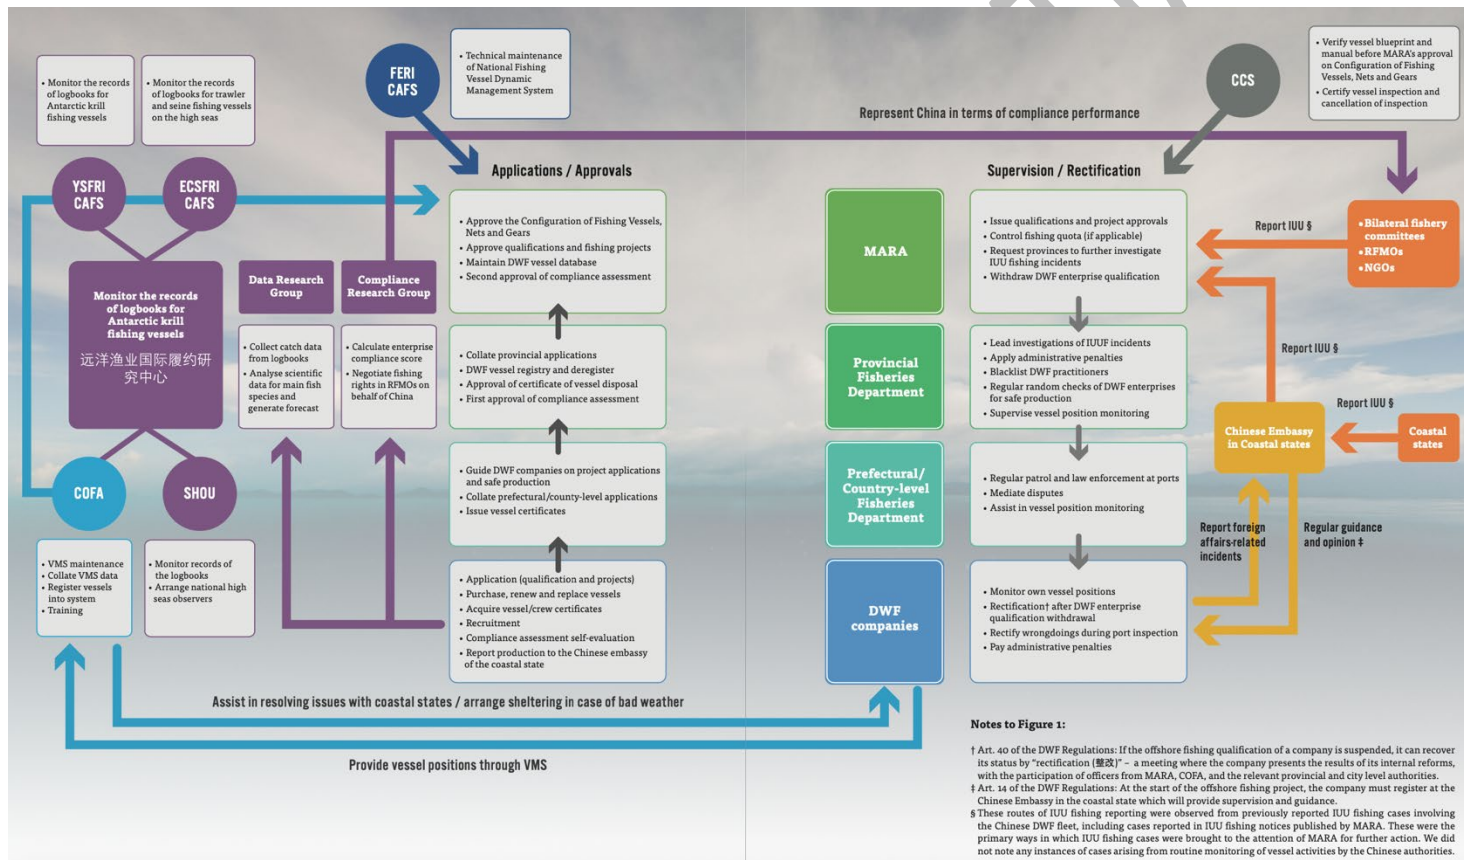 • Monitor the records
of logbooks for
Antarctic krill
fishing vessels
• Monitor the records
of logbooks for trawler
and seine fishing vessels
on the high seas
FERI
CAFS
• Technical maintenance
of National Fishing
Vessel Dynamic
Management System
CCS
• Verify vessel blueprint and
manual before MARA's approval
on Configuration of Fishing
Vessels, Nets and Gears
• Certify vessel inspection and
cancellation of inspection
Represent China in terms of compliance performance
YSFRI
CAFS
ECSFRI
CAFS
Applications / Approvals
Supervision / Rectification
Monitor the records
of logbooks for
Antarctic krill
fishing vessels
远洋渔业国际履约研
究中心
Data Research
Group
Compliance
Research Group
• Collect catch data
from logbooks
• Analyse scientific
data for main fish
species and
generate forecast
• Calculate enterprise
compliance score
• Negotiate fishing
rights in RFMOs on
behalf of China
• Approve the Configuration of Fishing Vessels,
Nets and Gears
• Approve qualifications and fishing projects
• Maintain DWF vessel database
• Second approval of compliance assessment
• Collate provincial applications
• DWF vessel registry and deregister
• Approval of certificate of vessel disposal
• First approval of compliance assessment
• Guide DWF companies on project applications
and safe production
• Collate prefectural/county-level applications
• Issue vessel certificates
• Application (qualification and projects)
• Purchase, renew and replace vessels
• Acquire vessel/crew certificates
• Recruitment
• Compliance assessment self-evaluation
• Report production to the Chinese embassy
of the coastal state
COFA
SHOU
• VMS maintenance
• Collate VMS data
• Register vessels
into system
• Training
• Monitor records of
the logbooks
• Arrange national high
seas observers
MARA
Provincial
Fisheries
Department
Prefectural/
Country-level
Fisheries
Department
DWF
companies
• Issue qualifications and project approvals
• Control fishing quota (if applicable)
• Request provinces to further investigate
IUU fishing incidents
• Withdraw DWF enterprise qualification
• Lead investigations of IUUF incidents
• Apply administrative penalties
• Blacklist DWF practitioners
• Regular random checks of DWF enterprises
for safe production
• Supervise vessel position monitoring
• Regular patrol and law enforcement at ports
• Mediate disputes
• Assist in vessel position monitoring
• Monitor own vessel positions
• Rectification† after DWF enterprise
qualification withdrawal
• Rectify wrongdoings during port inspection
• Pay administrative penalties
Report IUU §
• Bilateral fishery
committees
• RFMOs
• NGOs
Report IUU §
Report IUU §
Chinese Embassy
in Coastal states
Coastal
states
Report foreign
affairs-related
incidents
Regular guidance
and opinion ‡
Assist in resolving issues with coastal states / arrange sheltering in case of bad weather
Provide vessel positions through VMS
Notes to Figure 1:
† Art. 40 of the DWF Regulations: If the offshore fishing qualification of a company is suspended, it can recover
its status by "rectification (整改)" – a meeting where the company presents the results of its internal reforms,
with the participation of officers from MARA, COFA, and the relevant provincial and city level authorities.
‡ Art. 14 of the DWF Regulations: At the start of the offshore fishing project, the company must register at the
Chinese Embassy in the coastal state which will provide supervision and guidance.
§ These routes of IUU fishing reporting were observed from previously reported IUU fishing cases involving
the Chinese DWF fleet, including cases reported in IUU fishing notices published by MARA. These were the
primary ways in which IUU fishing cases were brought to the attention of MARA for further action. We did
not note any instances of cases arising from routine monitoring of vessel activities by the Chinese authorities.